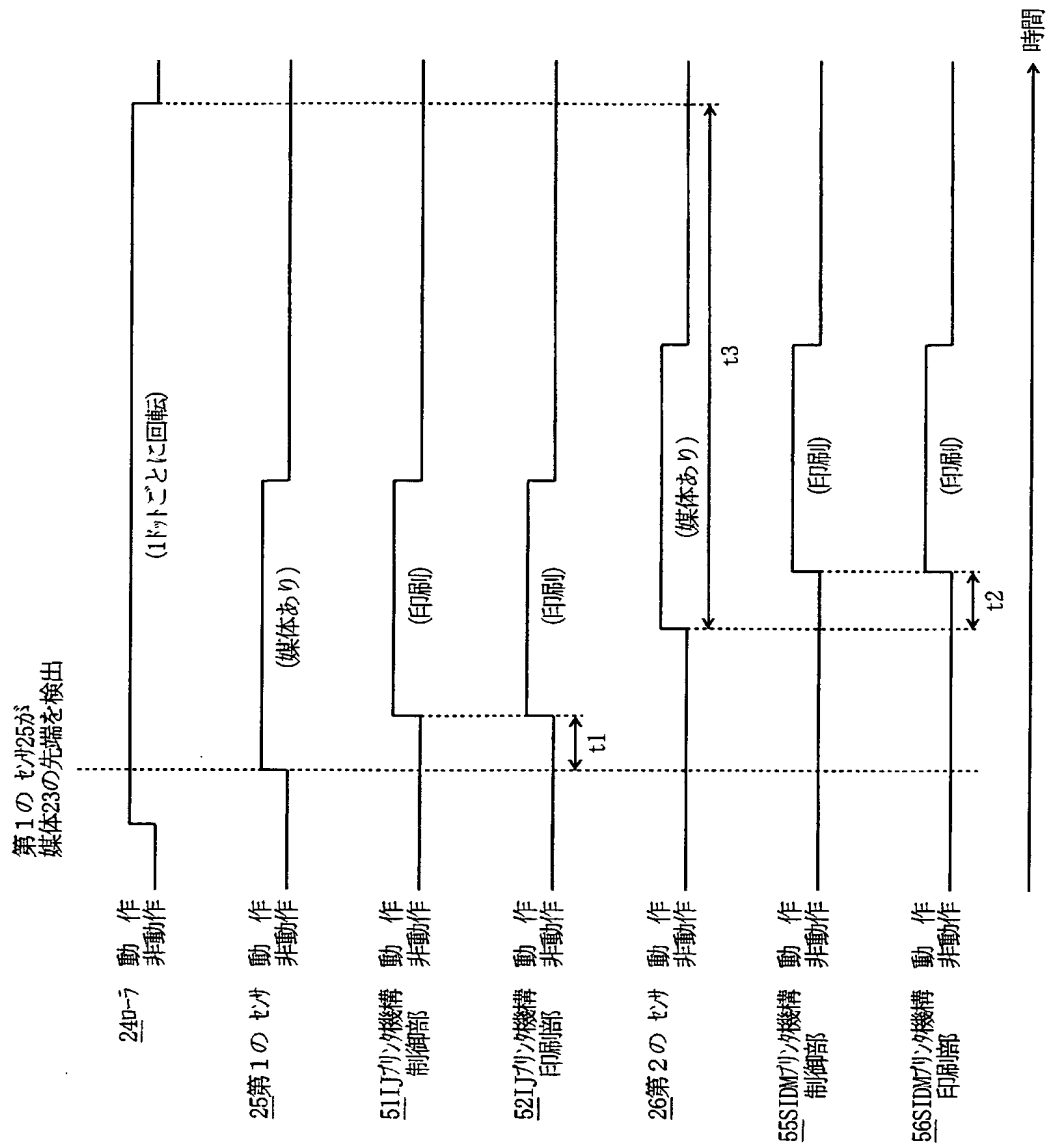 第1の ｾﾝｻ25が
媒体23の先端を検出
24ﾛｰﾗ
動 作
非動作
(1ﾄﾞｯﾄごとに回転)
25第1の ｾﾝｻ
動 作
非動作
(媒体あり)
51IJﾌﾟﾘﾝﾀ機構
制御部
動 作
非動作
(印刷)
52IJﾌﾟﾘﾝﾀ機構
印刷部
動 作
非動作
(印刷)
t1
26第2の ｾﾝｻ
動 作
非動作
(媒体あり)
t3
55SIDMﾌﾟﾘﾝﾀ機構
制御部
動 作
非動作
(印刷)
56SIDMﾌﾟﾘﾝﾀ機構
印刷部
動 作
非動作
(印刷)
t2
時間